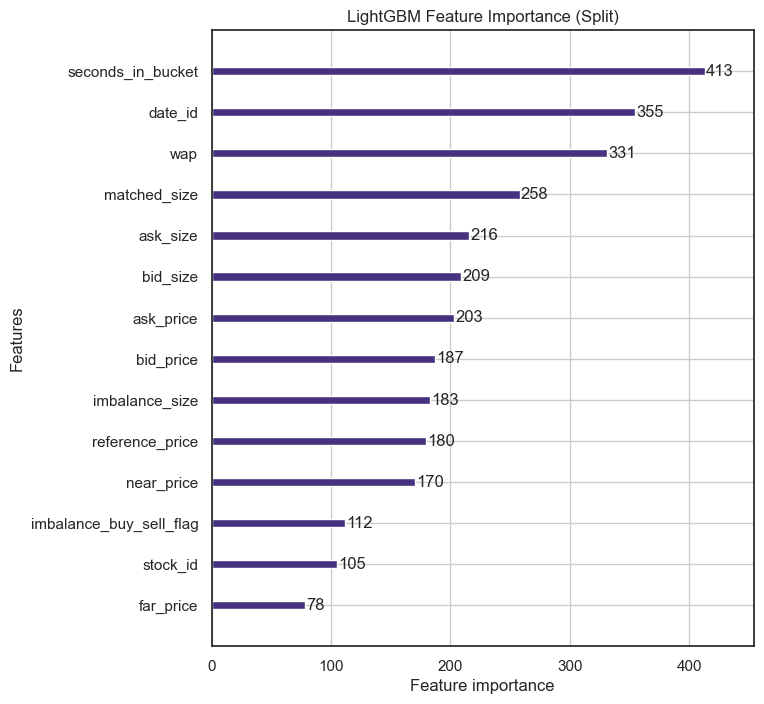 LightGBM Feature Importance (Split)
seconds_in_bucket 413
date_id 355
wap 331
matched_size 258
ask_size 216
bid_size 209
ask_price 203
bid_price 187
imbalance_size 183
reference_price 180
near_price 170
imbalance_buy_sell_flag 112
stock_id 105
far_price 78
Features
0 100 200 300 400
Feature importance